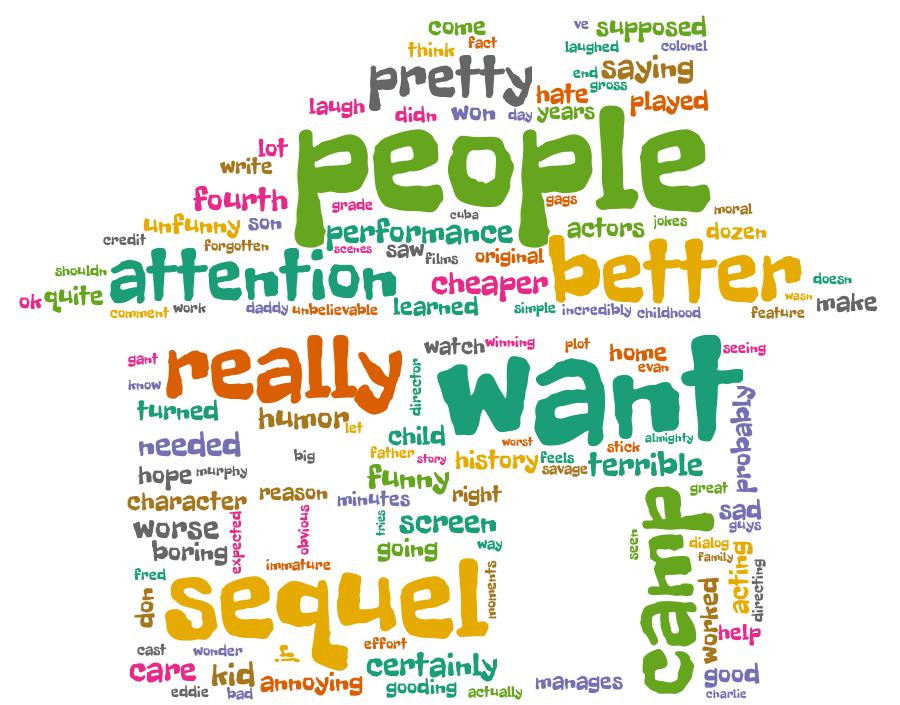 come
ve supposed
think fact
laughed colonel
pretty
end saying
gross
laugh didn won day years hate played
people
lot
write
fourth grade gags
cuba moral
unfunny son performance actors jokes dozen
credit forgotten scenes saw films original
shouldn attention cheaper better doesn
ok quite wasn make
comment work daddy unbelievable learned simple incredibly childhood feature
gant really watch winning plot home seeing
evan
know director want
turned humor let child probably
needed big father story worst stick almighty
history feels savage terrible
hope murphy funny
character reason minutes right great
worse expected obvious tries screen camp sad
guys
boring going way seen dialog
family
fred immature acting
don sequel moments worked directing
help
cast wonder if effort
care kid annoying certainly good
eddie bad gooding actually manages charlie